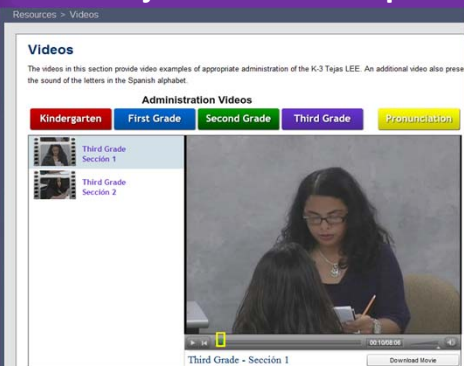 Resources > Videos
Videos
The videos in this section provide video examples of appropriate administration of the K-3 Tejas LEE. An additional video also prese
the sound of the letters in the Spanish alphabet.
Administration Videos
Kindergarten
First Grade
Second Grade
Third Grade
Pronunciation
Third Grade
Sección 1
Third Grade
Sección 2
00:10/08:06
Third Grade - Sección 1
Download Movie